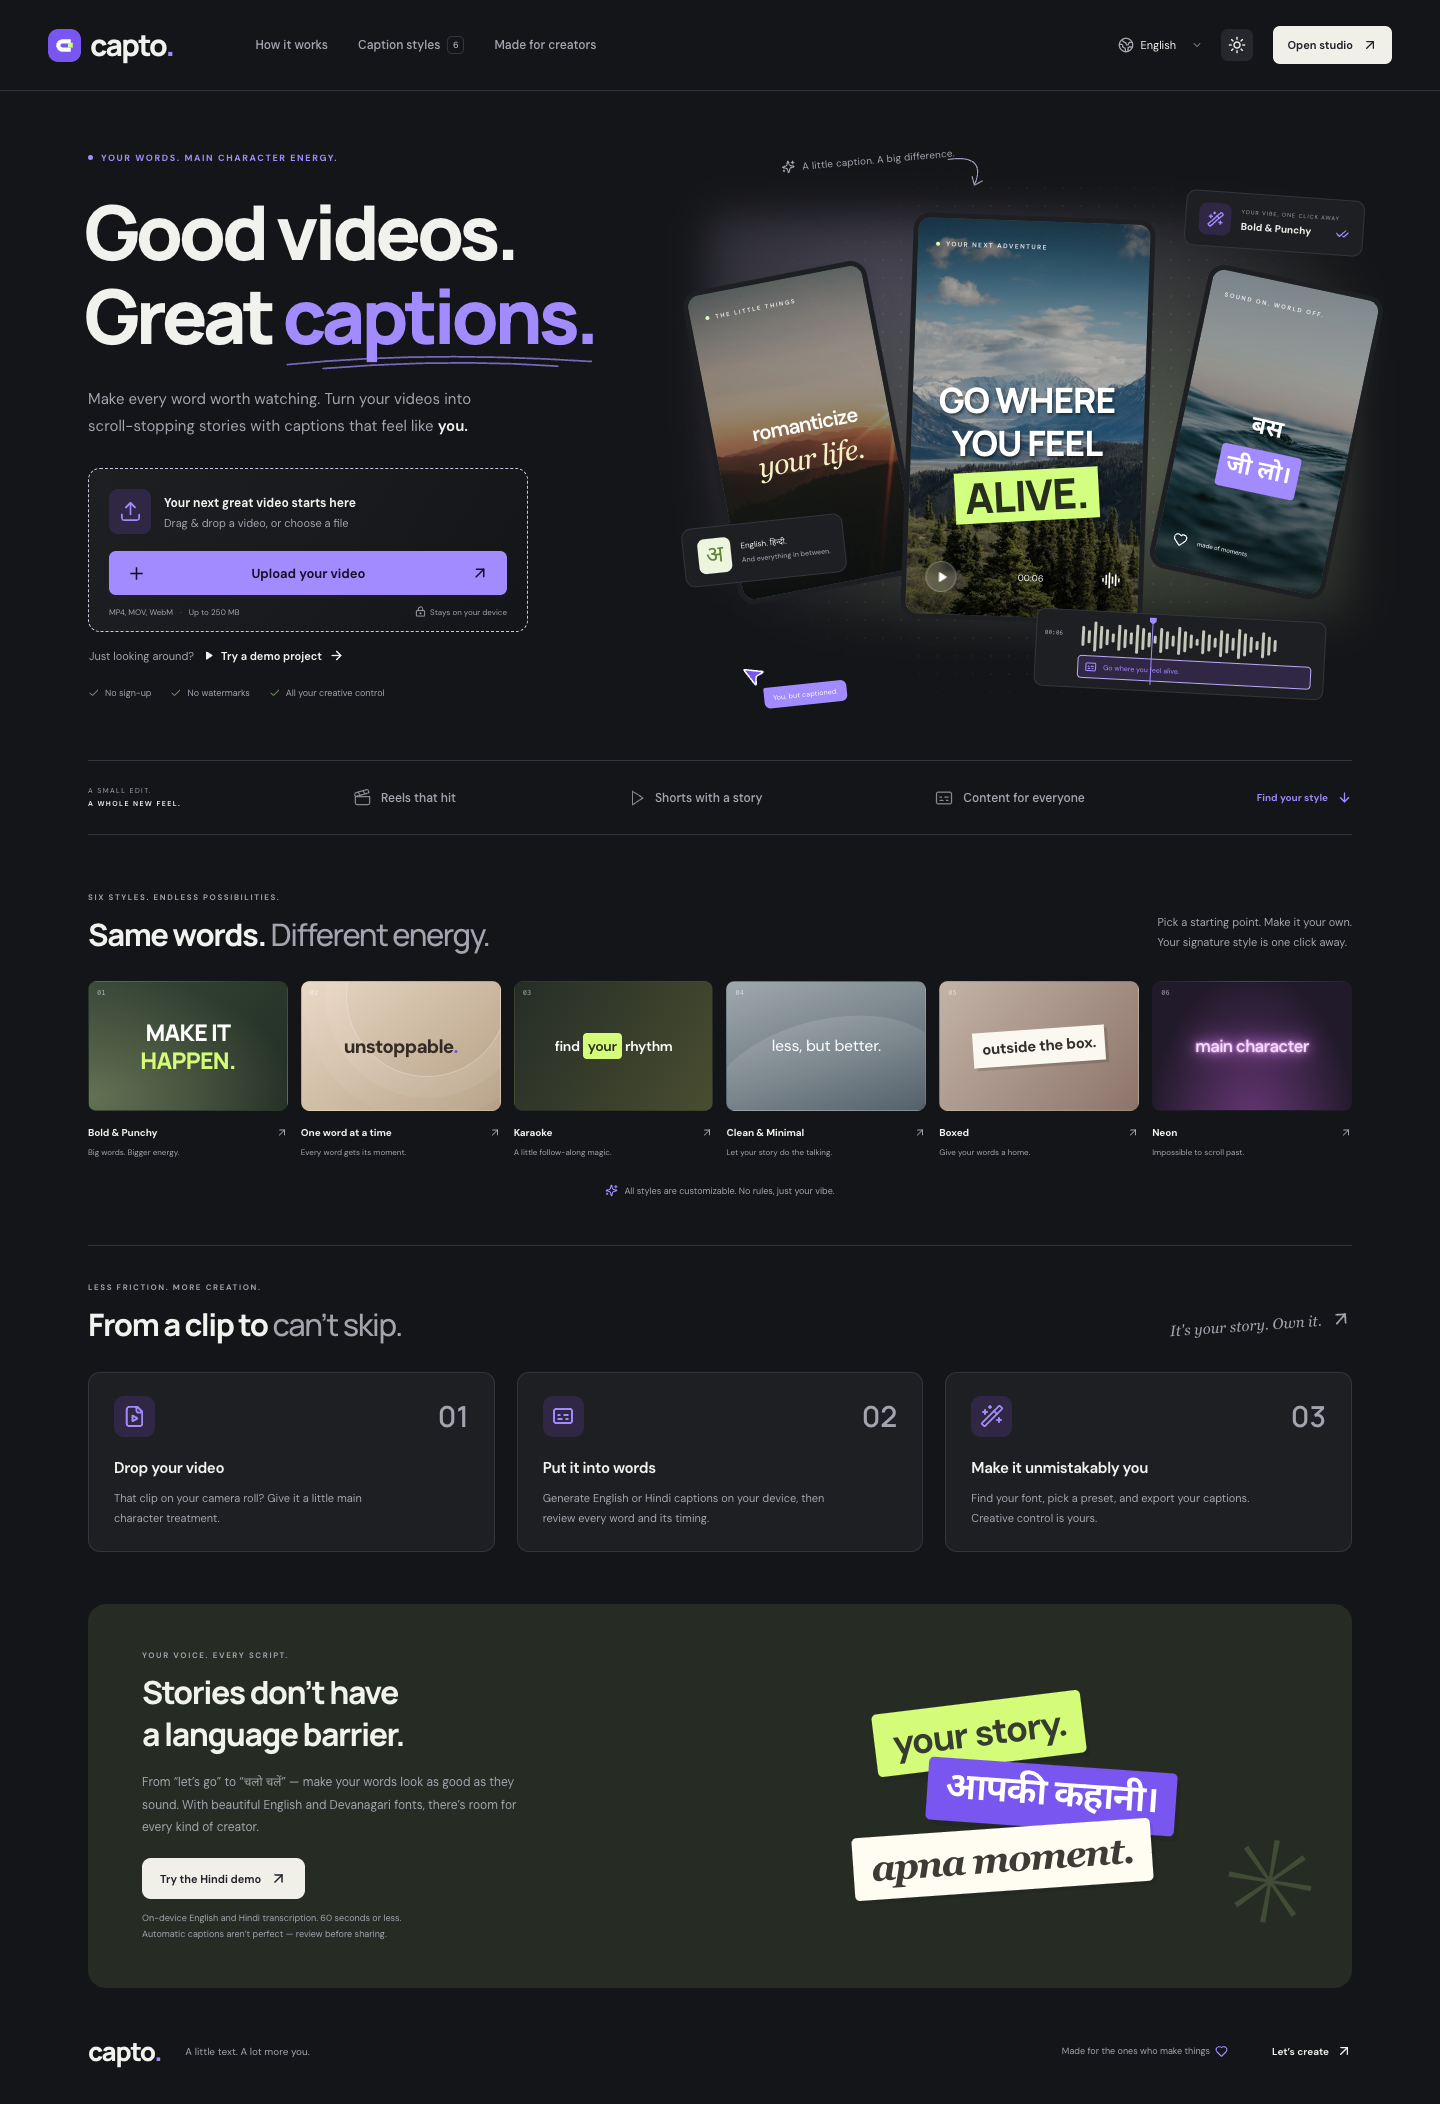 capto.
How it works
Caption styles 6
Made for creators
English
Open studio
YOUR WORDS. MAIN CHARACTER ENERGY.
Good videos.
Great captions.
Make every word worth watching. Turn your videos into
scroll-stopping stories with captions that feel like you.
Your next great video starts here
Drag & drop a video, or choose a file
Upload your video
MP4, MOV, WebM · Up to 250 MB
Stays on your device
Just looking around?
Try a demo project
No sign-up
No watermarks
All your creative control
A little caption. A big difference.
YOUR VIBE, ONE CLICK AWAY
Bold & Punchy
THE LITTLE THINGS
romanticize
your life.
अ
English. हिन्दी.
And everything in between.
YOUR NEXT ADVENTURE
GO WHERE
YOU FEEL
ALIVE.
00:06
SOUND ON. WORLD OFF.
बस
जी लो।
made of moments
00:06
Go where you feel alive.
You, but captioned
A SMALL EDIT.
A WHOLE NEW FEEL.
Reels that hit
Shorts with a story
Content for everyone
Find your style
SIX STYLES. ENDLESS POSSIBILITIES.
Same words. Different energy.
Pick a starting point. Make it your own.
Your signature style is one click away.
01
MAKE IT
HAPPEN.
Bold & Punchy
Big words. Bigger energy.
02
unstoppable.
One word at a time
Every word gets its moment.
03
find your rhythm
Karaoke
A little follow-along magic.
04
less, but better.
Clean & Minimal
Let your story do the talking.
05
outside the box.
Boxed
Give your words a home.
06
main character
Neon
Impossible to scroll past.
All styles are customizable. No rules, just your vibe.
LESS FRICTION. MORE CREATION.
From a clip to can't skip.
It's your story. Own it.
01
Drop your video
That clip on your camera roll? Give it a little main
character treatment.
02
Put it into words
Generate English or Hindi captions on your device, then
review every word and its timing.
03
Make it unmistakably you
Find your font, pick a preset, and export your captions.
Creative control is yours.
YOUR VOICE. EVERY SCRIPT.
Stories don't have
a language barrier.
From “let's go” to “चलो चलें” — make your words look as good as they
sound. With beautiful English and Devanagari fonts, there's room for
every kind of creator.
Try the Hindi demo
On-device English and Hindi transcription. 60 seconds or less.
Automatic captions aren't perfect — review before sharing.
your story.
आपकी कहानी।
apna moment.
capto.
A little text. A lot more you.
Made for the ones who make things
Let's create